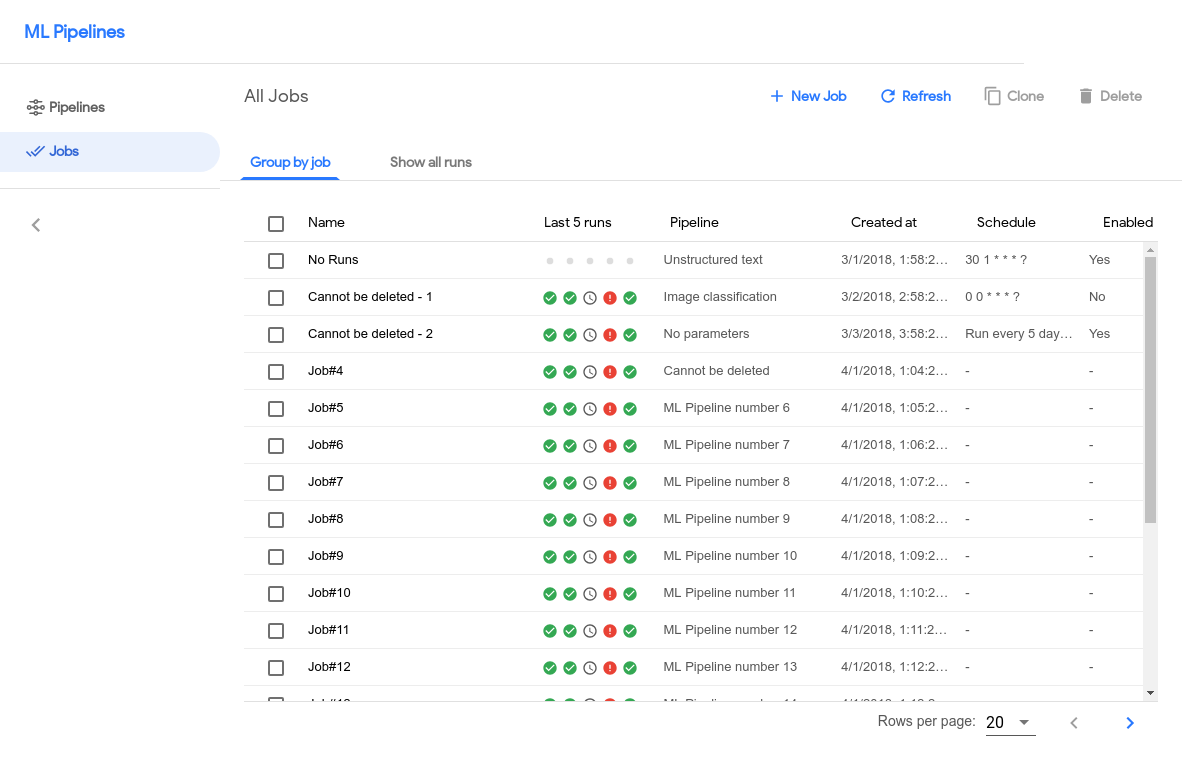 ML Pipelines
Pipelines
Jobs
All Jobs
New Job Refresh Clone Delete
Group by job Show all runs
Name Last 5 runs Pipeline Created at Schedule Enabled
No Runs Unstructured text 3/1/2018, 1:58:2… 30 1 * * * ? Yes
Cannot be deleted - 1 Image classification 3/2/2018, 2:58:2… 0 0 * * * ? No
Cannot be deleted - 2 No parameters 3/3/2018, 3:58:2… Run every 5 day… Yes
Job#4 Cannot be deleted 4/1/2018, 1:04:2… - -
Job#5 ML Pipeline number 6 4/1/2018, 1:05:2… - -
Job#6 ML Pipeline number 7 4/1/2018, 1:06:2… - -
Job#7 ML Pipeline number 8 4/1/2018, 1:07:2… - -
Job#8 ML Pipeline number 9 4/1/2018, 1:08:2… - -
Job#9 ML Pipeline number 10 4/1/2018, 1:09:2… - -
Job#10 ML Pipeline number 11 4/1/2018, 1:10:2… - -
Job#11 ML Pipeline number 12 4/1/2018, 1:11:2… - -
Job#12 ML Pipeline number 13 4/1/2018, 1:12:2… - -
Rows per page: 20